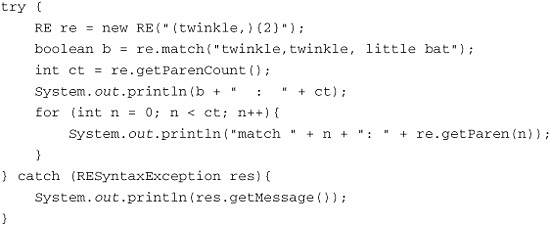 try {
    RE re = new RE("(twinkle,){2}");
    boolean b = re.match("twinkle,twinkle, little bat");
    int ct = re.getParenCount();
    System.out.println(b + "  :  " + ct);
    for (int n = 0; n < ct; n++){
        System.out.println("match " + n + ": " + re.getParen(n));
    }
} catch (RESyntaxException res){
    System.out.println(res.getMessage());
}